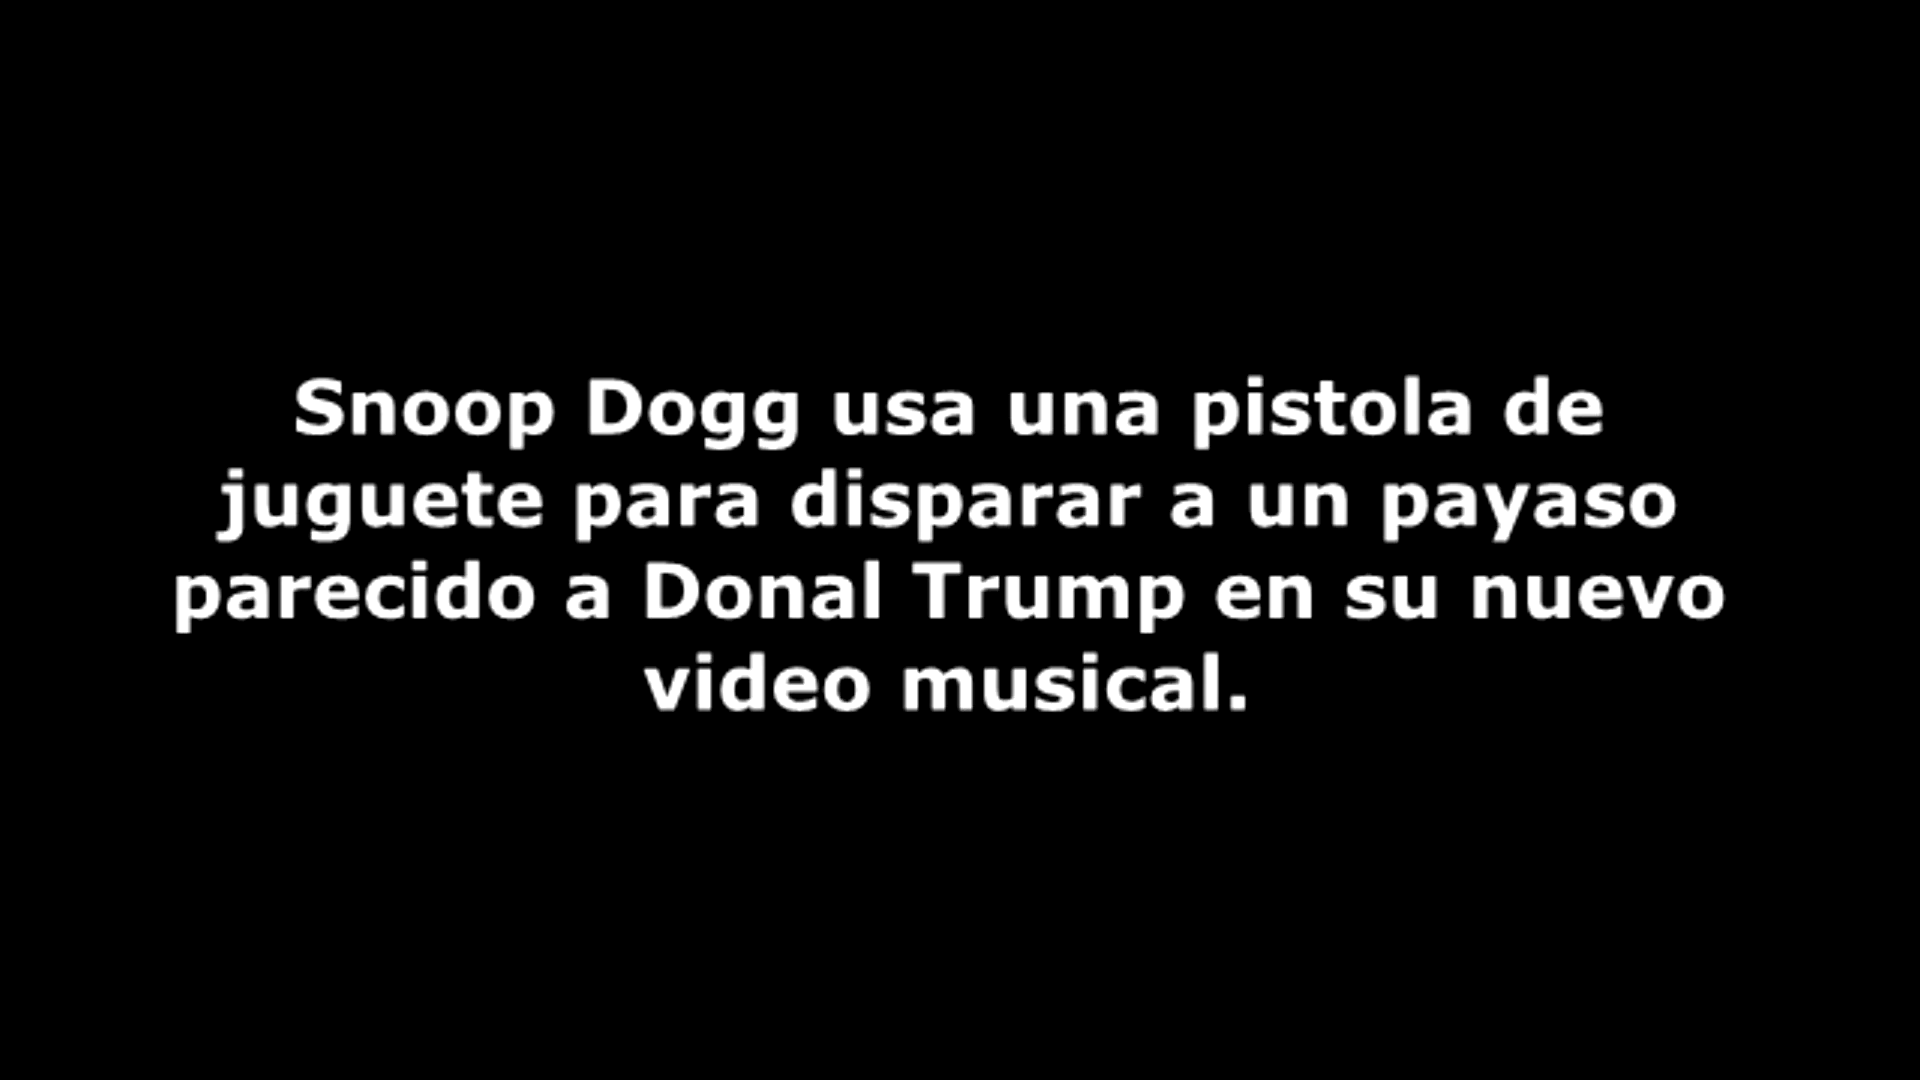 Snoop Dogg usa una pistola de
juguete para disparar a un payaso
parecido a Donal Trump en su nuevo
video musical.